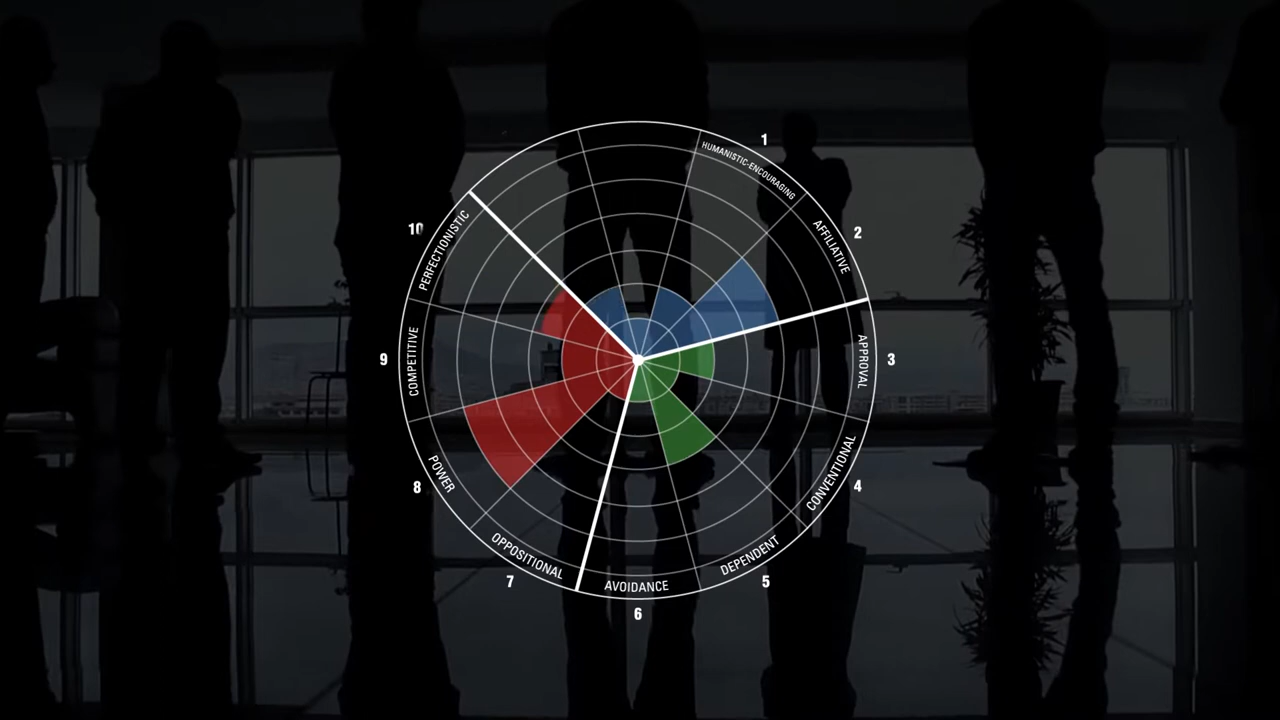 1
HUMANISTIC-ENCOURAGING
2
AFFILIATIVE
3
APPROVAL
4
CONVENTIONAL
5
DEPENDENT
6
AVOIDANCE
7
OPPOSITIONAL
8
POWER
9
COMPETITIVE
10
PERFECTIONISTIC